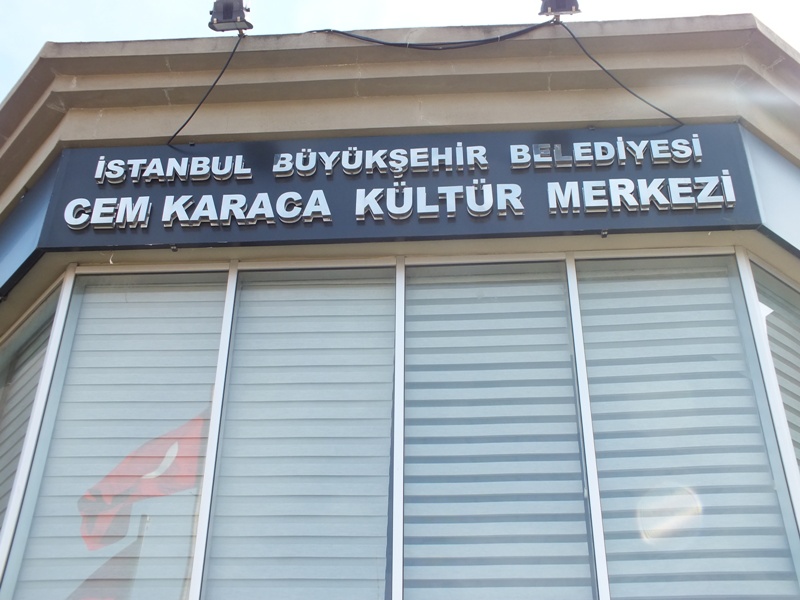 İSTANBUL BÜYÜKŞEHİR BELEDİYESİ
CEM KARACA KÜLTÜR MERKEZİ